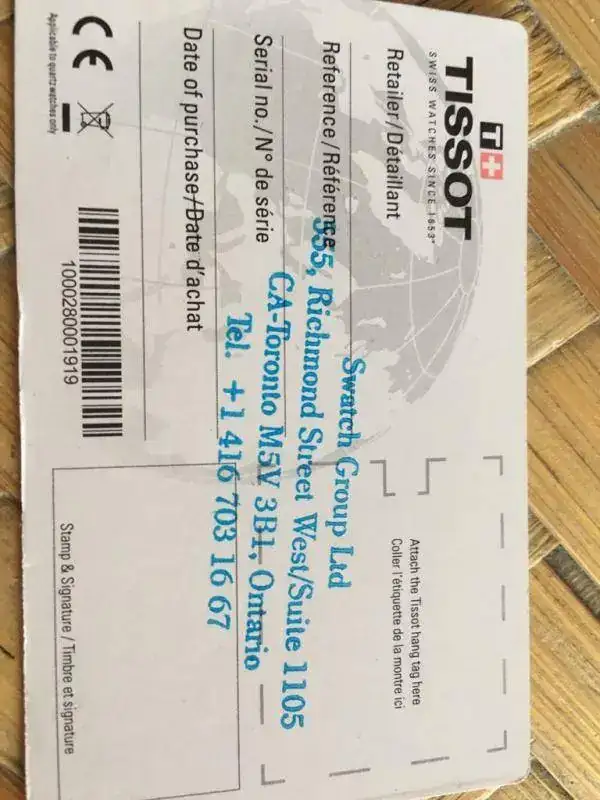 TISSOT
SWISS WATCHES SINCE 1853
Retailer/Détaillant
Reference/Référence
Serial no./N° de série
Date of purchase/Date d'achat
Swatch Group Ltd
555, Richmond Street West/Suite 1105
CA-Toronto M5V 3B1, Ontario
Tel. +1 416 703 16 67
Attach the Tissot hang tag here
Coller l'étiquette de la montre ici
CE
Applicable to quartz watches only
1000280001919
Stamp & Signature / Timbre et signature